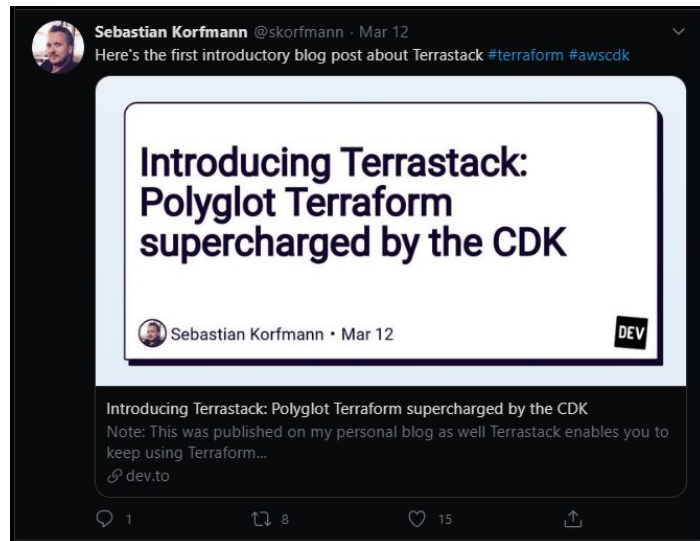 Sebastian Korfmann @skorfmann · Mar 12
Here's the first introductory blog post about Terrastack #terraform #awscdk
Introducing Terrastack:
Polyglot Terraform
supercharged by the CDK
Sebastian Korfmann • Mar 12
DEV
Introducing Terrastack: Polyglot Terraform supercharged by the CDK
Note: This was published on my personal blog as well Terrastack enables you to
keep using Terraform...
dev.to
1 8 15